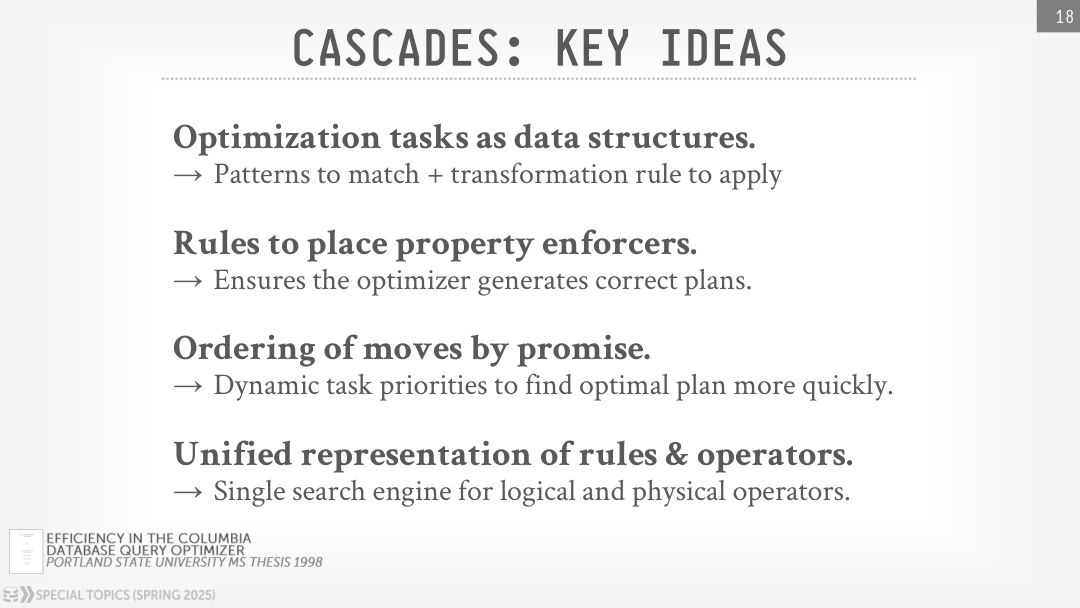 18
CASCADES: KEY IDEAS
Optimization tasks as data structures.
→ Patterns to match + transformation rule to apply
Rules to place property enforcers.
→ Ensures the optimizer generates correct plans.
Ordering of moves by promise.
→ Dynamic task priorities to find optimal plan more quickly.
Unified representation of rules & operators.
→ Single search engine for logical and physical operators.
EFFICIENCY IN THE COLUMBIA
DATABASE QUERY OPTIMIZER
PORTLAND STATE UNIVERSITY MS THESIS 1998
SPECIAL TOPICS (SPRING 2025)